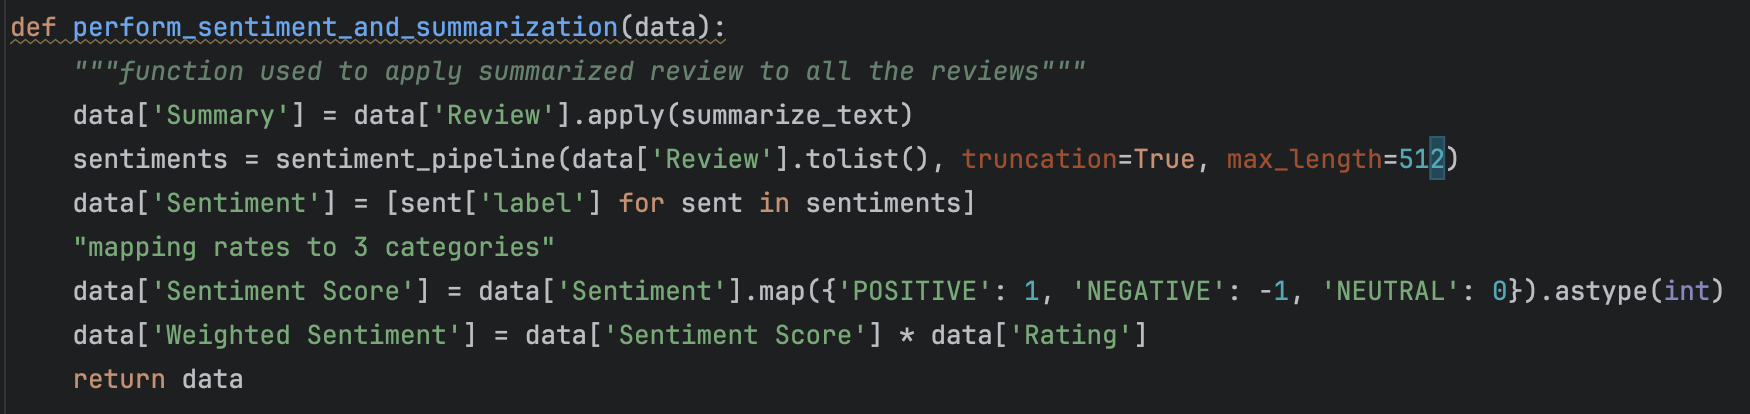 def perform_sentiment_and_summarization(data):
    """function used to apply summarized review to all the reviews"""
    data['Summary'] = data['Review'].apply(summarize_text)
    sentiments = sentiment_pipeline(data['Review'].tolist(), truncation=True, max_length=512)
    data['Sentiment'] = [sent['label'] for sent in sentiments]
    "mapping rates to 3 categories"
    data['Sentiment Score'] = data['Sentiment'].map({'POSITIVE': 1, 'NEGATIVE': -1, 'NEUTRAL': 0}).astype(int)
    data['Weighted Sentiment'] = data['Sentiment Score'] * data['Rating']
    return data